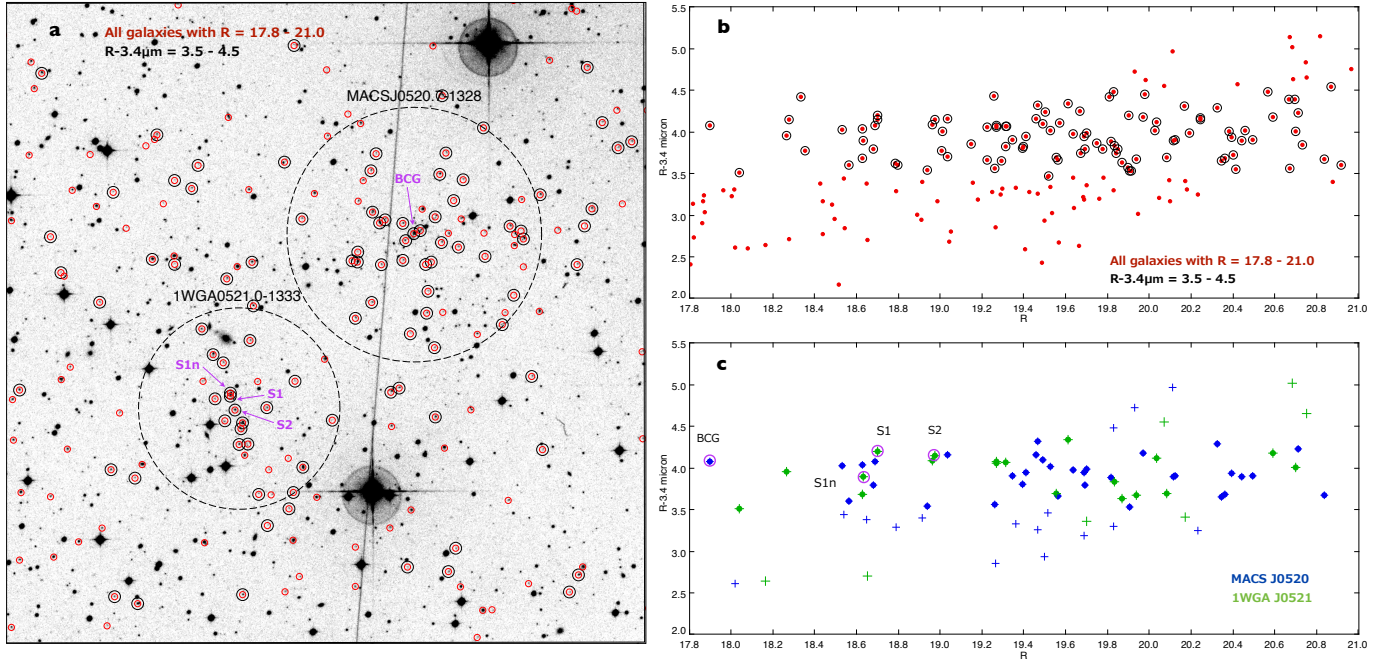 a
All galaxies with R = 17.8 - 21.0
R-3.4µm = 3.5 - 4.5
MACSJ0520.7-1328
BCG
1WGA0521.0-1333
S1n
S1
S2
b
5.5
5.0
4.5
4.0
3.5
3.0
2.5
2.0
R-3.4 micron
All galaxies with R = 17.8 - 21.0
R-3.4µm = 3.5 - 4.5
17.8 18.0 18.2 18.4 18.6 18.8 19.0 19.2 19.4 19.6 19.8 20.0 20.2 20.4 20.6 20.8 21.0
R
c
5.5
5.0
4.5
4.0
3.5
3.0
2.5
2.0
R-3.4 micron
BCG
S1
S2
S1n
MACS J0520
1WGA J0521
17.8 18.0 18.2 18.4 18.6 18.8 19.0 19.2 19.4 19.6 19.8 20.0 20.2 20.4 20.6 20.8 21.0
R